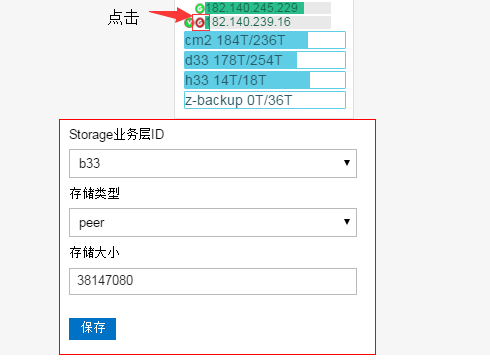 182.140.245.229
点击
182.140.239.16
cm2 184T/236T
d33 178T/254T
h33 14T/18T
z-backup 0T/36T
Storage业务层ID
b33
存储类型
peer
存储大小
38147080
保存